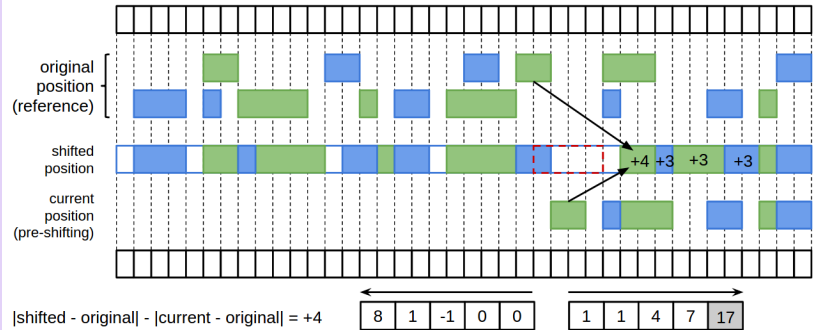 original
position
(reference)
shifted
position
+4 +3 +3 +3
current
position
(pre-shifting)
|shifted - original| - |current - original| = +4
8 1 -1 0 0
1 1 4 7 17